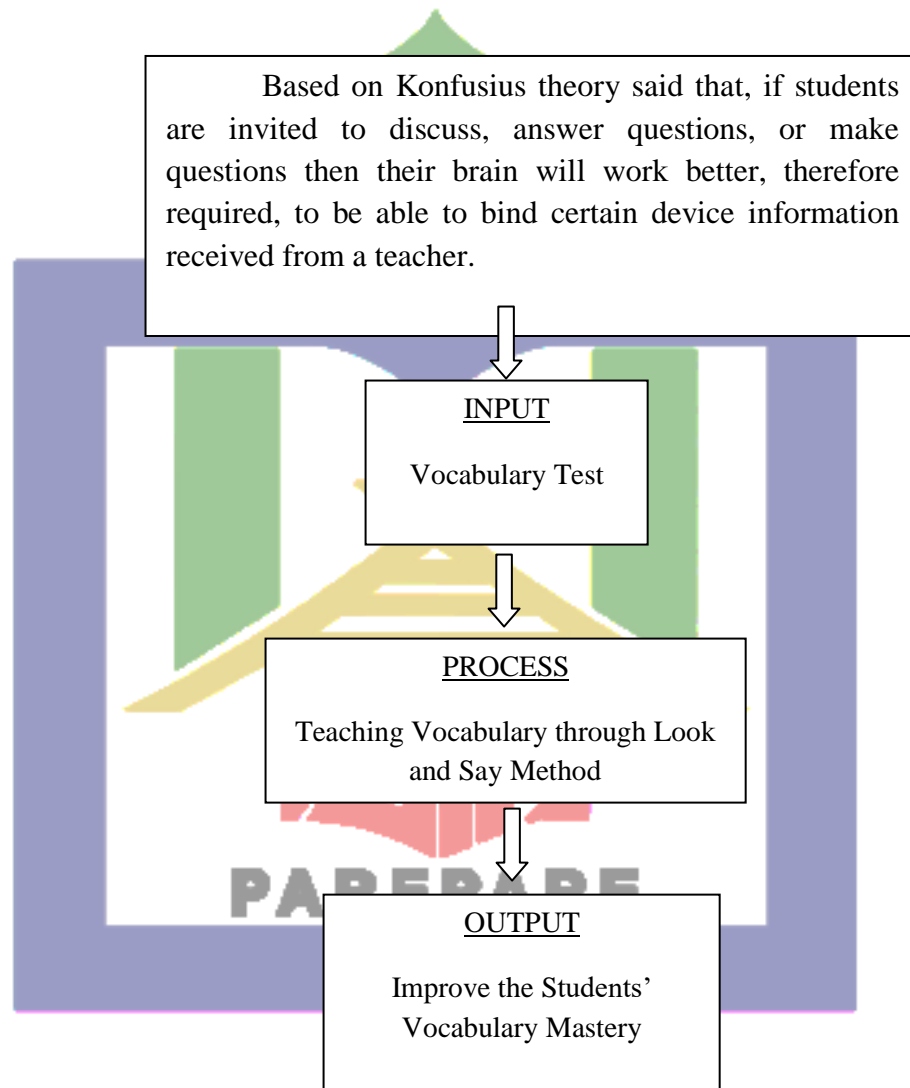 Based on Konfusius theory said that, if students
are invited to discuss, answer questions, or make
questions then their brain will work better, therefore
required, to be able to bind certain device information
received from a teacher.
INPUT
Vocabulary Test
PROCESS
Teaching Vocabulary through Look
and Say Method
PAREPARE
OUTPUT
Improve the Students’
Vocabulary Mastery